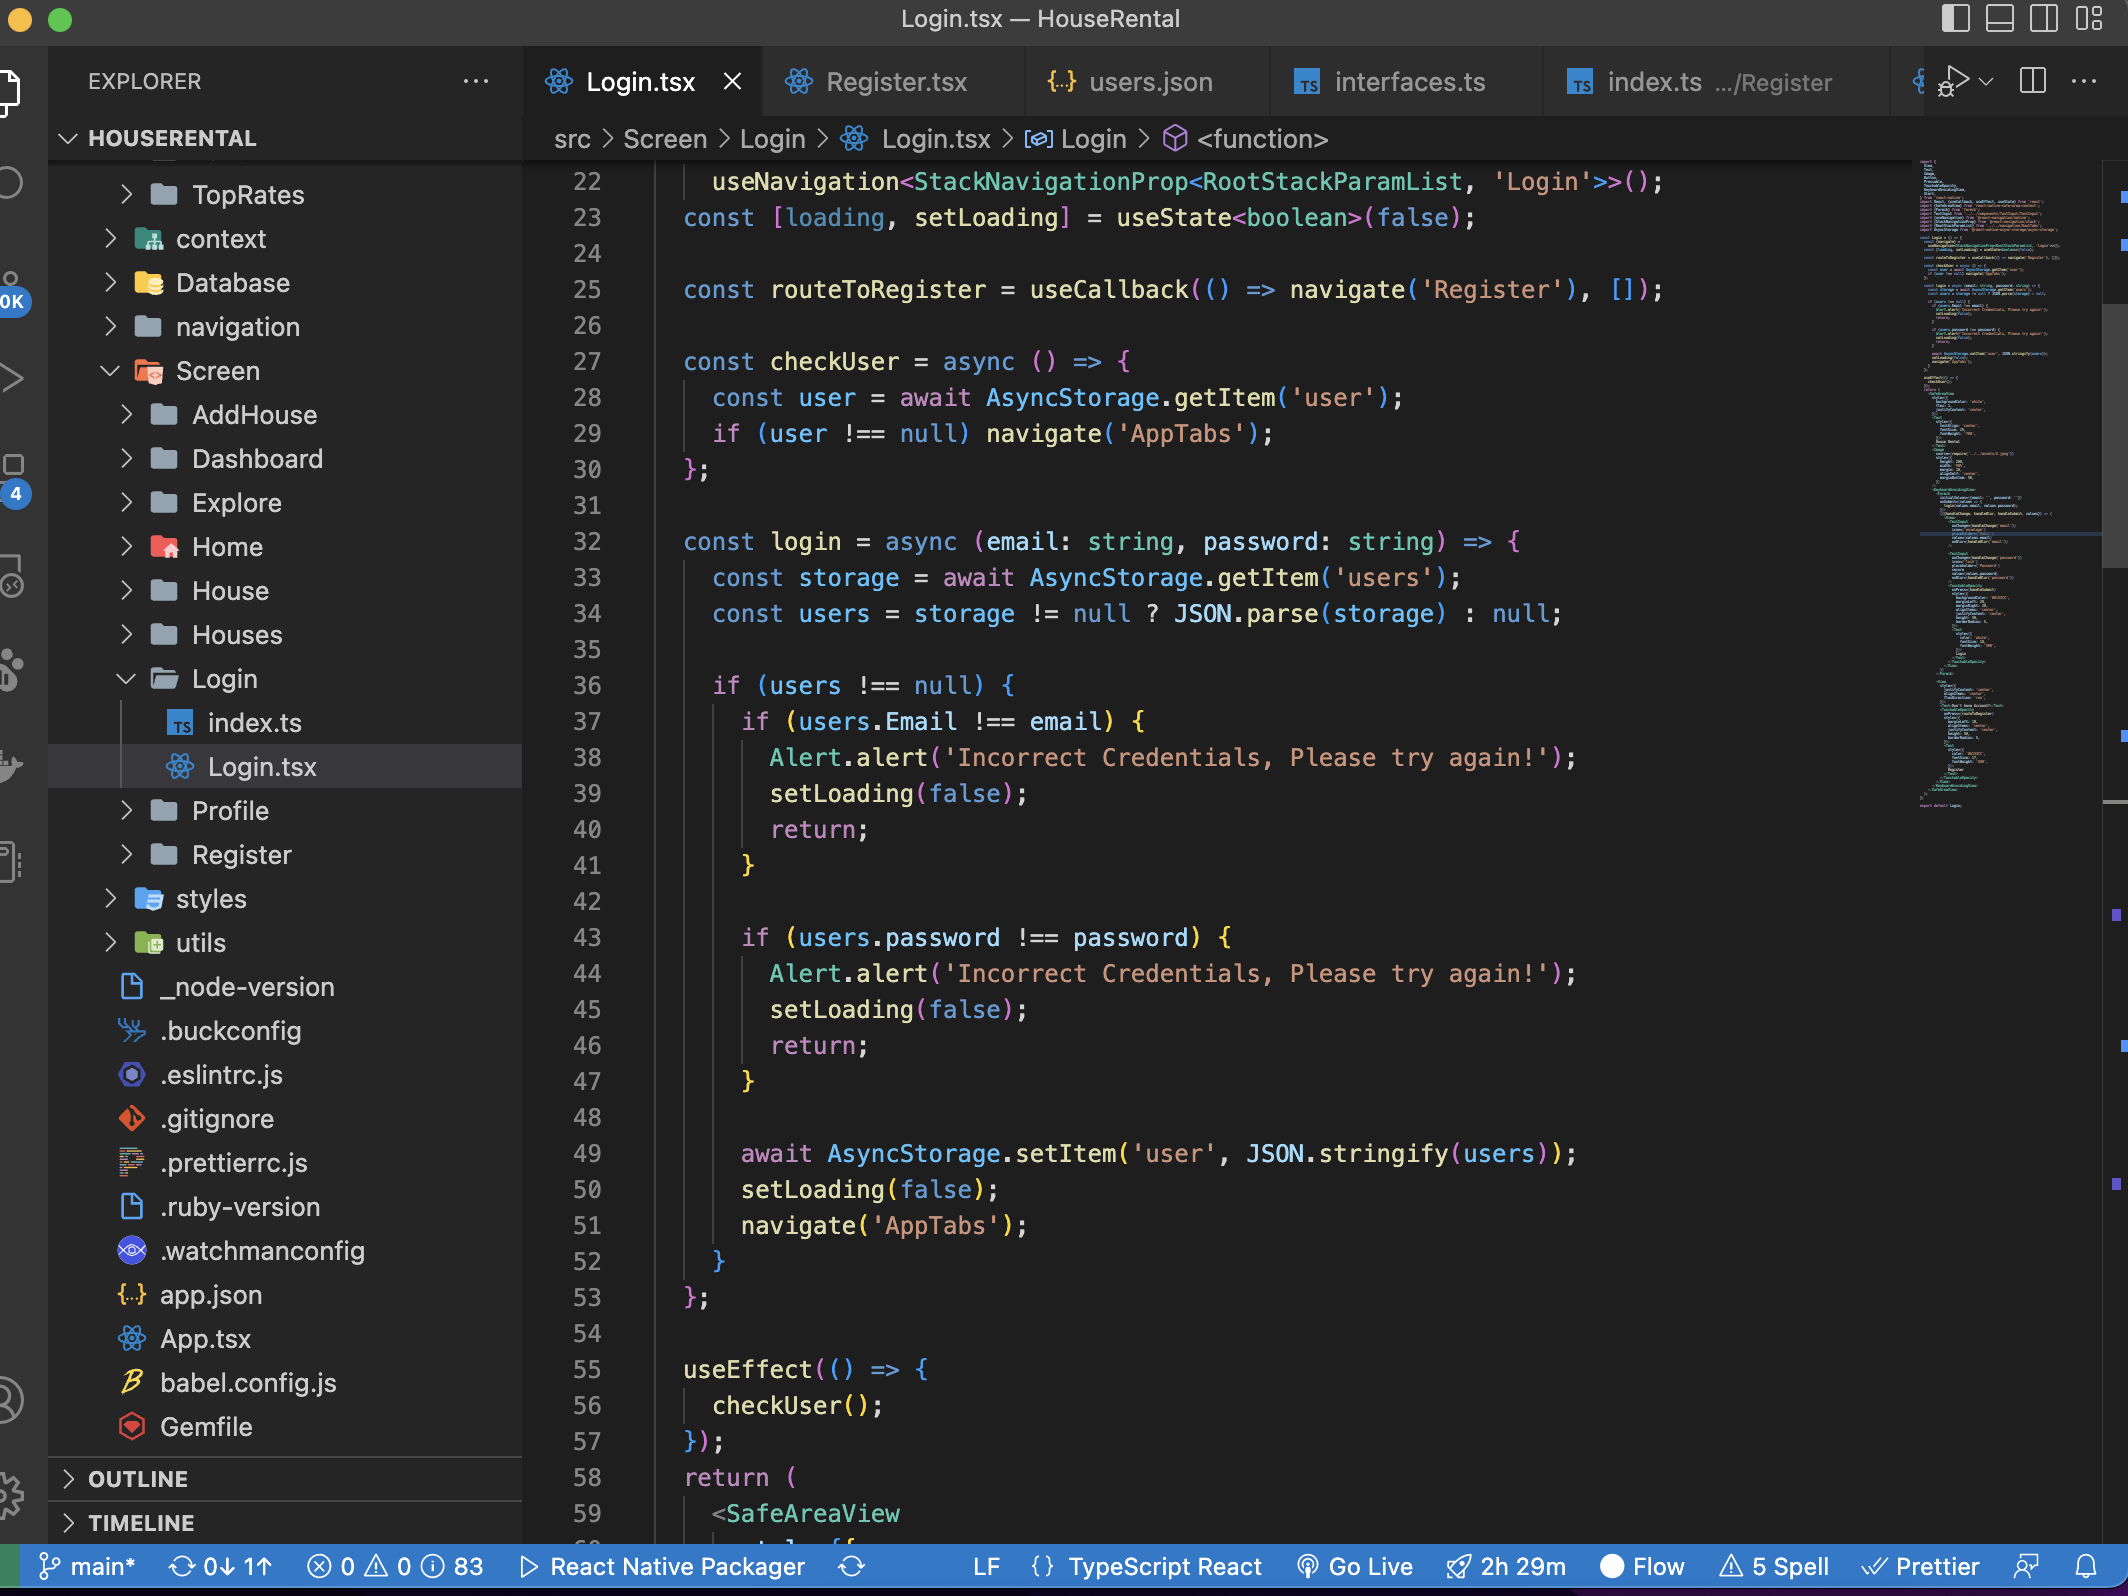 Login.tsx — HouseRental
EXPLORER
HOUSERENTAL
TopRates
context
Database
navigation
Screen
AddHouse
Dashboard
Explore
Home
House
Houses
Login
index.ts
Login.tsx
Profile
Register
styles
utils
_node-version
.buckconfig
.eslintrc.js
.gitignore
.prettierrc.js
.ruby-version
.watchmanconfig
app.json
App.tsx
babel.config.js
Gemfile
OUTLINE
TIMELINE
0K
4
Login.tsx Register.tsx users.json interfaces.ts index.ts .../Register
src > Screen > Login > Login.tsx > Login > <function>
22 useNavigation<StackNavigationProp<RootStackParamList, 'Login'>>();
23 const [loading, setLoading] = useState<boolean>(false);
24
25 const routeToRegister = useCallback(() => navigate('Register'), []);
26
27 const checkUser = async () => {
28 const user = await AsyncStorage.getItem('user');
29 if (user !== null) navigate('AppTabs');
30 };
31
32 const login = async (email: string, password: string) => {
33 const storage = await AsyncStorage.getItem('users');
34 const users = storage != null ? JSON.parse(storage) : null;
35
36 if (users !== null) {
37 if (users.Email !== email) {
38 Alert.alert('Incorrect Credentials, Please try again!');
39 setLoading(false);
40 return;
41 }
42
43 if (users.password !== password) {
44 Alert.alert('Incorrect Credentials, Please try again!');
45 setLoading(false);
46 return;
47 }
48
49 await AsyncStorage.setItem('user', JSON.stringify(users));
50 setLoading(false);
51 navigate('AppTabs');
52 }
53 };
54
55 useEffect(() => {
56 checkUser();
57 });
58 return (
59 <SafeAreaView
main* 0↓ 1↑ 0 0 83 React Native Packager LF {} TypeScript React Go Live 2h 29m Flow 5 Spell Prettier